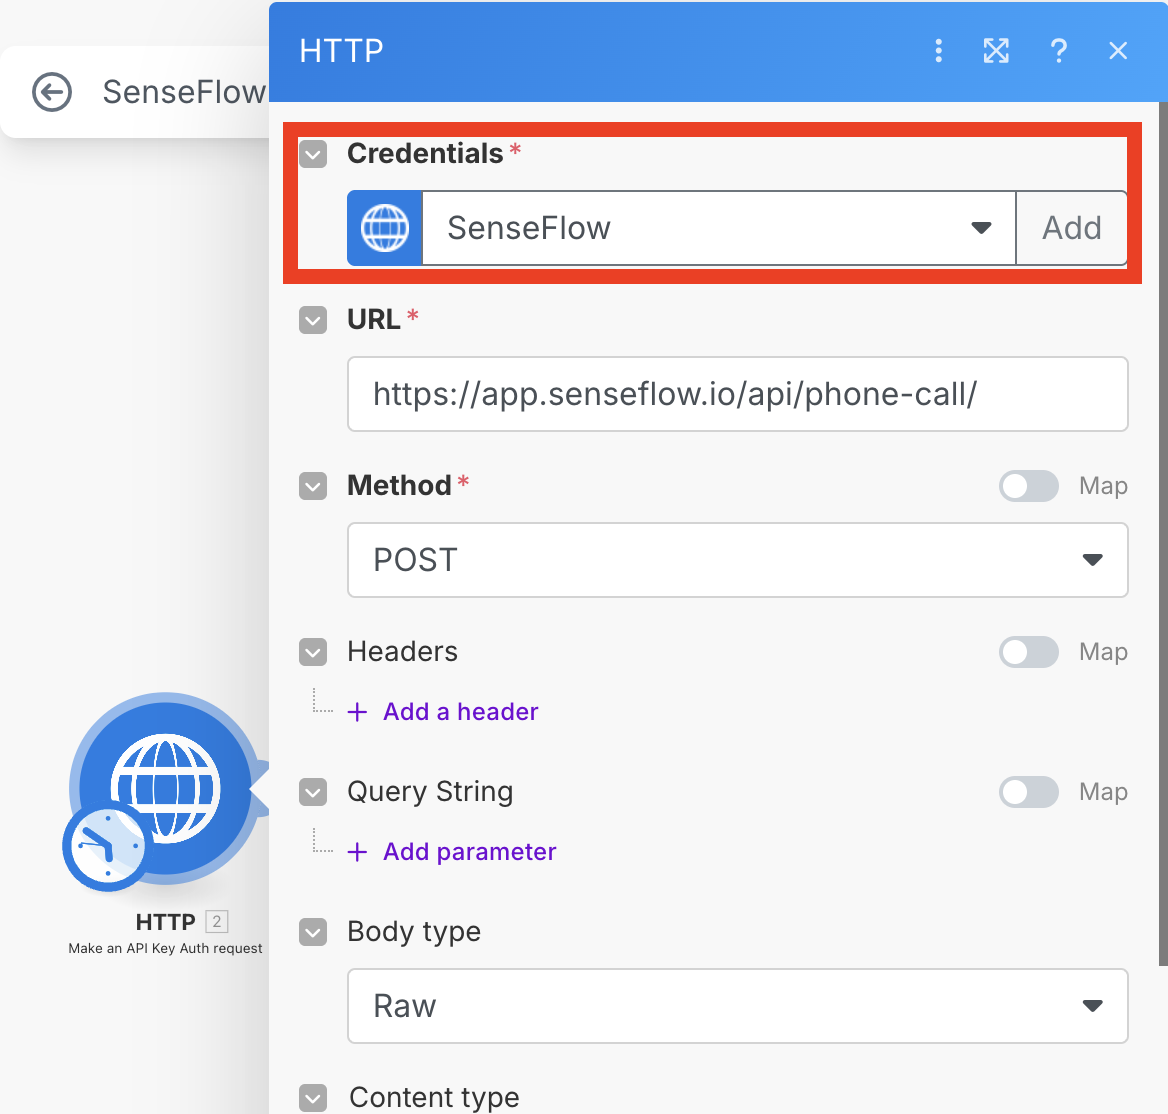 HTTP
SenseFlow
Credentials *
SenseFlow
Add
URL *
https://app.senseflow.io/api/phone-call/
Method *
Map
POST
Headers
Map
+ Add a header
Query String
Map
+ Add parameter
HTTP 2
Make an API Key Auth request
Body type
Raw
Content type